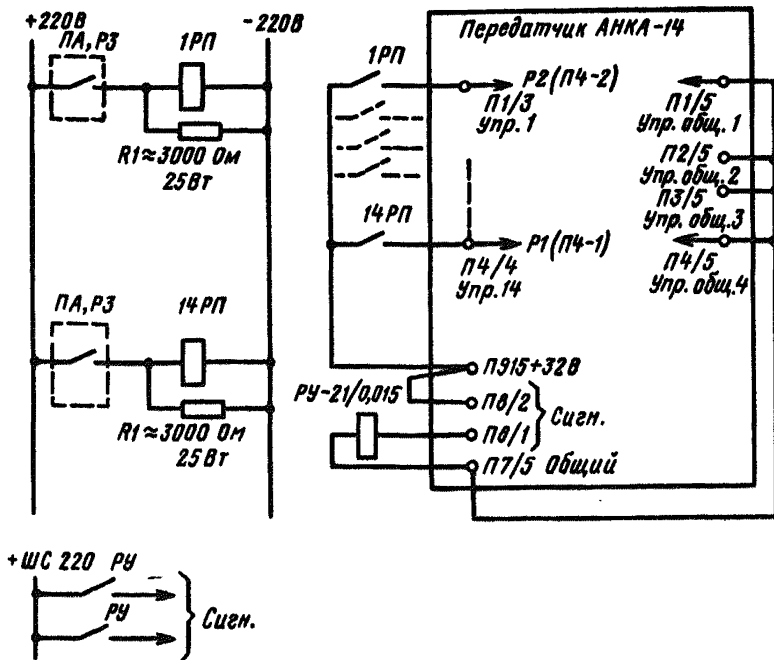 +220В
-220В
ПА,РЗ
1РП
R1≈3000 Ом
25Вт
ПА,РЗ
14РП
R1≈3000 Ом
25Вт
+ШС 220
РУ
РУ
Сигн.
Передатчик АНКА-14
1РП
Р2(П4-2)
П1/3
Упр.1
П1/5
Упр. общ. 1
П2/5
Упр. общ. 2
П3/5
Упр. общ.3
14РП
Р1(П4-1)
П4/4
Упр.14
П4/5
Упр. общ.4
П915+32В
РУ-21/0,015
П8/2
П8/1
Сигн.
П7/5 Общий